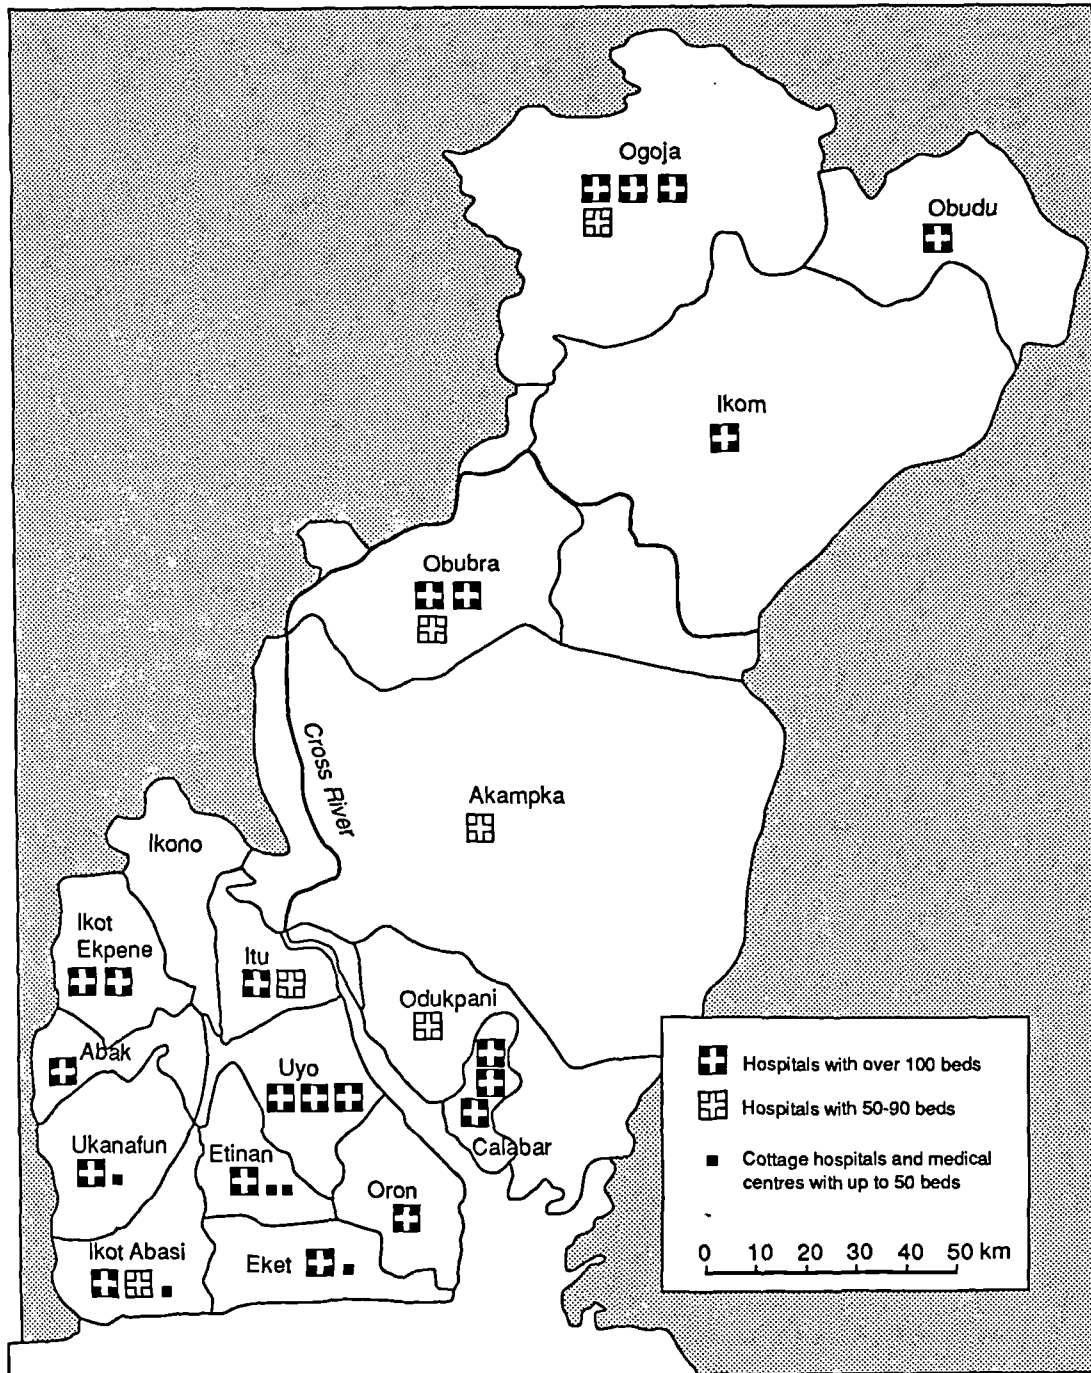 Ogoja
Obudu
Ikom
Obubra
Cross River
Akampka
Ikono
Ikot
Ekpene
Itu
Odukpani
Abak
Uyo
Calabar
Ukanafun
Etinan
Oron
Ikot Abasi
Eket
Hospitals with over 100 beds
Hospitals with 50-90 beds
Cottage hospitals and medical
centres with up to 50 beds
0 10 20 30 40 50 km